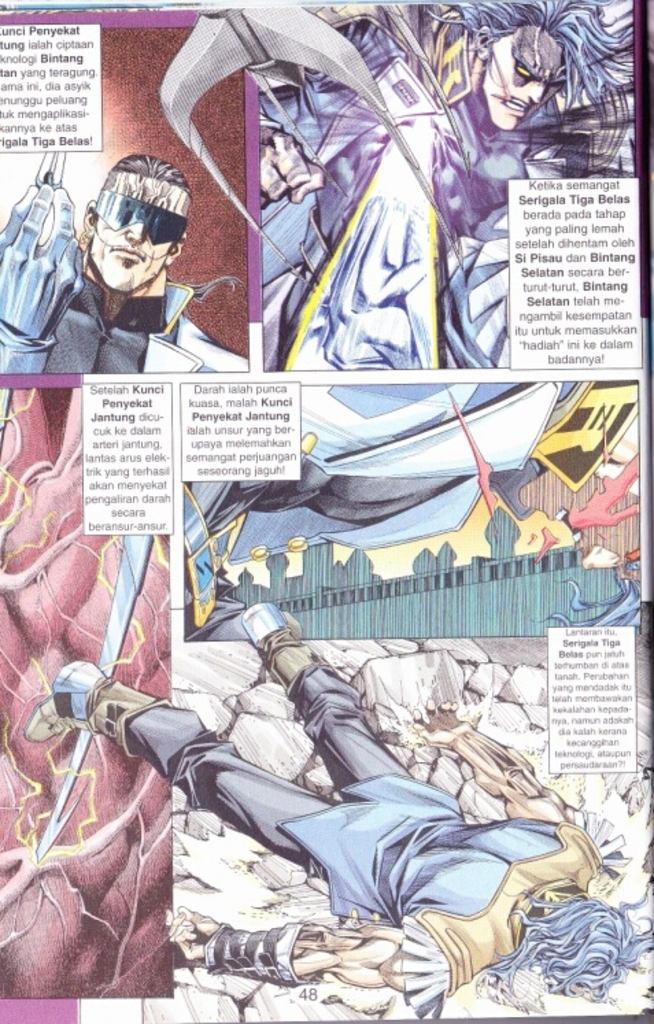 Kunci Penyekat
tung ialah ciptaan
knologi Bintang
tan yang teragung.
ama ini, dia asyik
enunggu peluang
tuk mengaplikasi-
kannya ke atas
rigala Tiga Belas!
Ketika semangat
Serigala Tiga Belas
berada pada tahap
yang paling lemah
setelah dihentam oleh
Si Pisau dan Bintang
Selatan secara ber-
turut-turut, Bintang
Selatan telah me-
ngambil kesempatan
itu untuk memasukkan
"hadiah" ini ke dalam
badannya!
Setelah Kunci
Penyekat
Jantung dicu-
cuk ke dalam
arteri jantung,
lantas arus elek-
trik yang terhasil
akan menyekat
pengaliran darah
secara
beransur-ansur.
Darah ialah punca
kuasa, malah Kunci
Penyekat Jantung
ialah unsur yang ber-
upaya melemahkan
semangat perjuangan
seseorang jaguh!
Lantaran itu,
Serigala Tiga
Belas pun jatuh
terhumban di atas
tanah. Perubahan
yang mendadak itu
telah membawakan
kekalahan kepada-
nya, namun adakah
dia kalah kerana
kecanggihan
teknologi, ataupun
persaudaraan?!
48